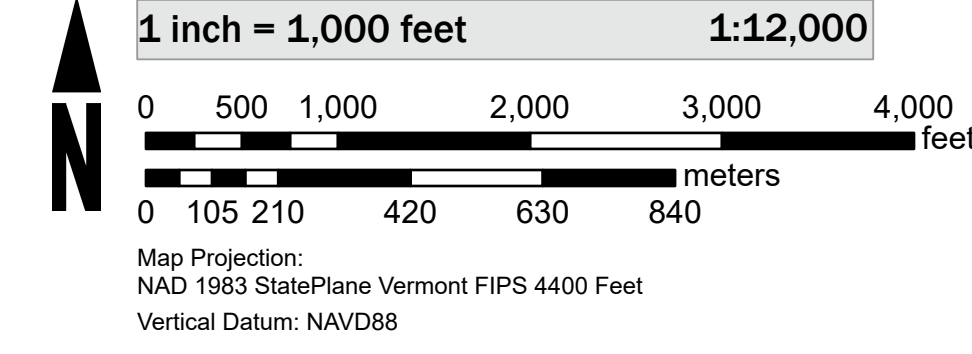 1 inch = 1,000 feet 1:12,000
0 500 1,000 2,000 3,000 4,000
feet
meters
0 105 210 420 630 840
N
Map Projection:
NAD 1983 StatePlane Vermont FIPS 4400 Feet
Vertical Datum: NAVD88